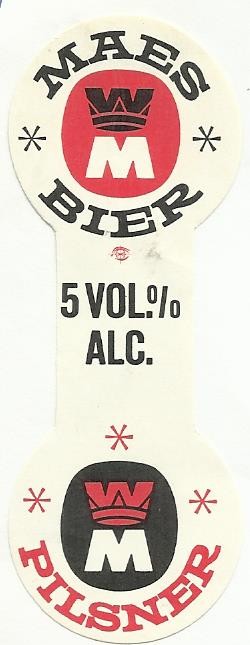 MAES
* *
W
M
BIER
5 VOL.%
ALC.
*
* *
W
M
PILSNER